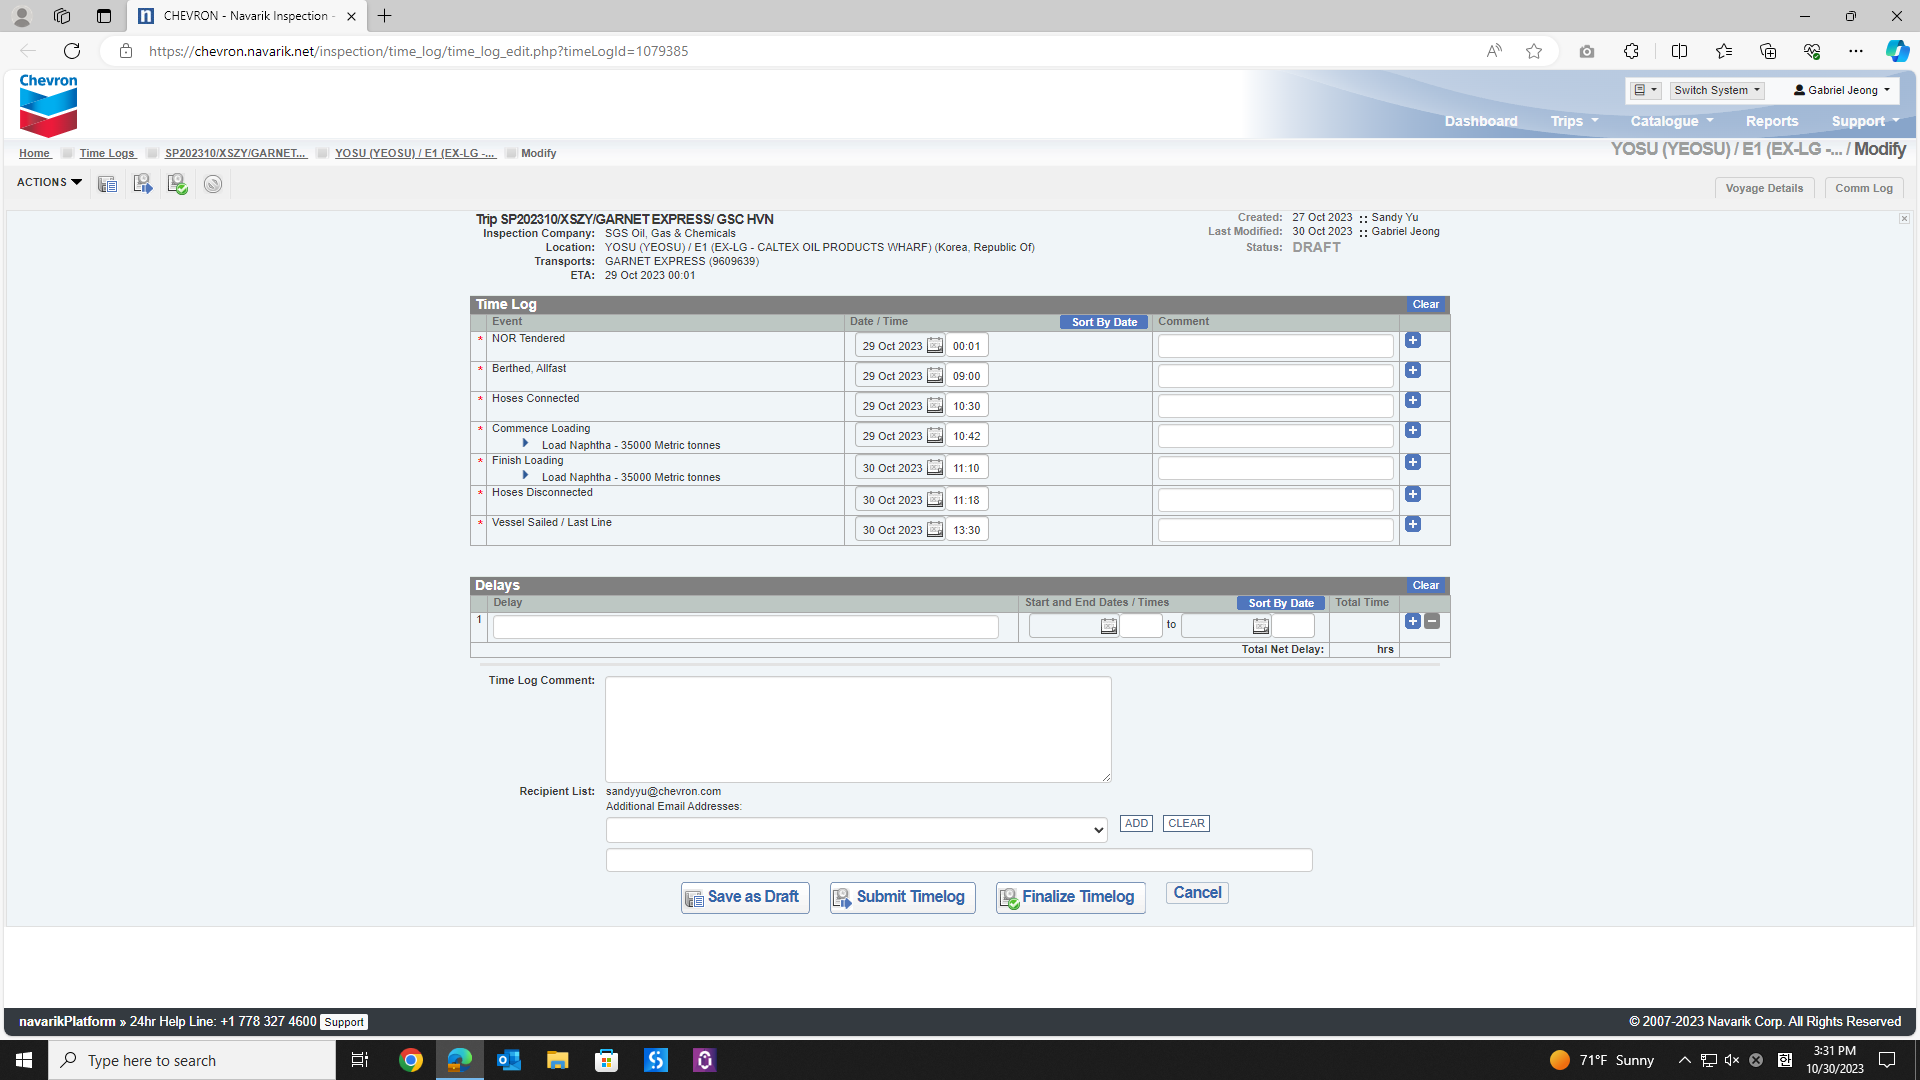 CHEVRON - Navarik Inspection -
https://chevron.navarik.net/inspection/time_log/time_log_edit.php?timeLogId=1079385
Chevron
Switch System
Gabriel Jeong
Dashboard Trips Catalogue Reports Support
Home Time Logs SP202310/XSZY/GARNET... YOSU (YEOSU) / E1 (EX-LG -... Modify
YOSU (YEOSU) / E1 (EX-LG -... / Modify
ACTIONS
Voyage Details Comm Log
Trip SP202310/XSZY/GARNET EXPRESS/ GSC HVN
Inspection Company: SGS Oil, Gas & Chemicals
Location: YOSU (YEOSU) / E1 (EX-LG - CALTEX OIL PRODUCTS WHARF) (Korea, Republic Of)
Transports: GARNET EXPRESS (9609639)
ETA: 29 Oct 2023 00:01
Created: 27 Oct 2023 :: Sandy Yu
Last Modified: 30 Oct 2023 :: Gabriel Jeong
Status: DRAFT
Time Log Clear
Event Date / Time Sort By Date Comment
* NOR Tendered 29 Oct 2023 00:01
* Berthed, Allfast 29 Oct 2023 09:00
* Hoses Connected 29 Oct 2023 10:30
* Commence Loading 29 Oct 2023 10:42
Load Naphtha - 35000 Metric tonnes
* Finish Loading 30 Oct 2023 11:10
Load Naphtha - 35000 Metric tonnes
* Hoses Disconnected 30 Oct 2023 11:18
* Vessel Sailed / Last Line 30 Oct 2023 13:30
Delays Clear
Delay Start and End Dates / Times Sort By Date Total Time
1 to
Total Net Delay: hrs
Time Log Comment:
Recipient List: sandyyu@chevron.com
Additional Email Addresses:
ADD CLEAR
Save as Draft Submit Timelog Finalize Timelog Cancel
navarikPlatform » 24hr Help Line: +1 778 327 4600 Support
© 2007-2023 Navarik Corp. All Rights Reserved
Type here to search
71°F Sunny
한
3:31 PM
10/30/2023